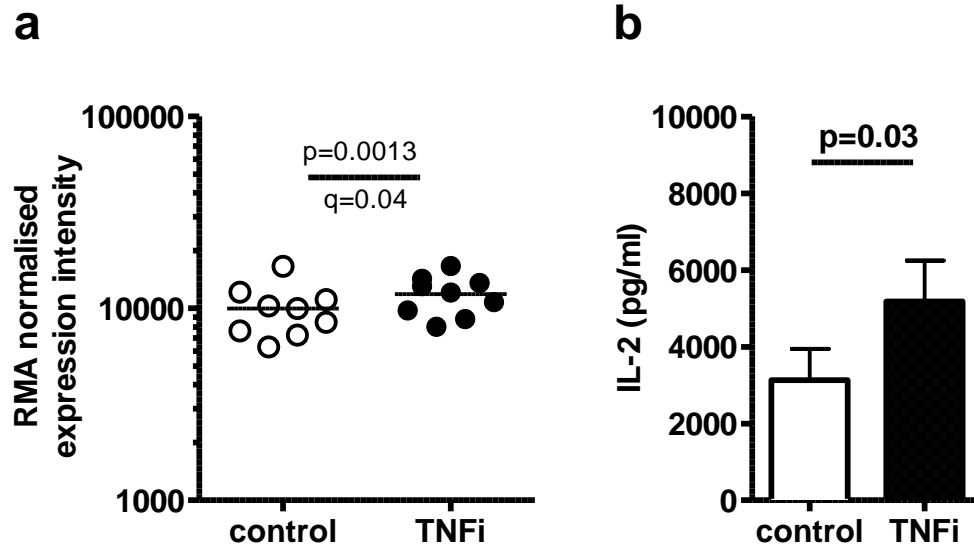 a
100000
10000
1000
RMA normalised
expression intensity
p=0.0013
q=0.04
control
TNFi
b
10000
8000
6000
4000
2000
0
IL-2 (pg/ml)
p=0.03
control
TNFi